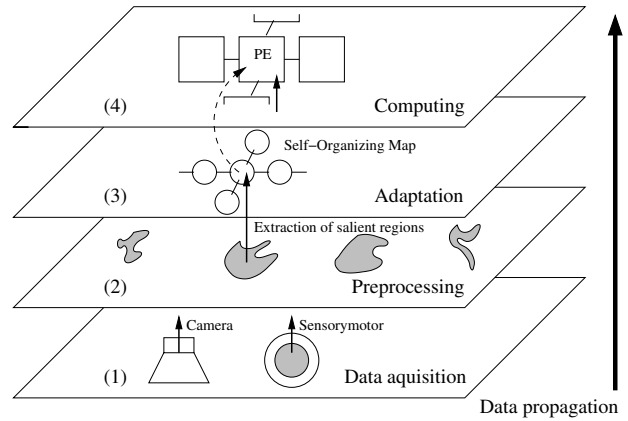 PE
(4)
Computing
Self-Organizing Map
(3)
Adaptation
Extraction of salient regions
(2)
Preprocessing
Camera
Sensorymotor
(1)
Data aquisition
Data propagation